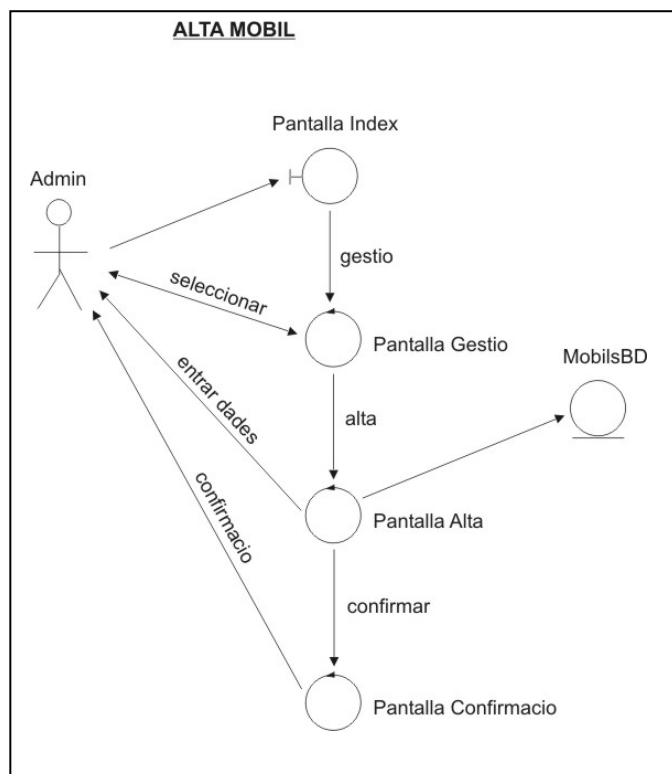 ALTA MOBIL
Pantalla Index
Admin
gestio
seleccionar
Pantalla Gestio
MobilsBD
entrar dades
alta
confirmacio
Pantalla Alta
confirmar
Pantalla Confirmacio